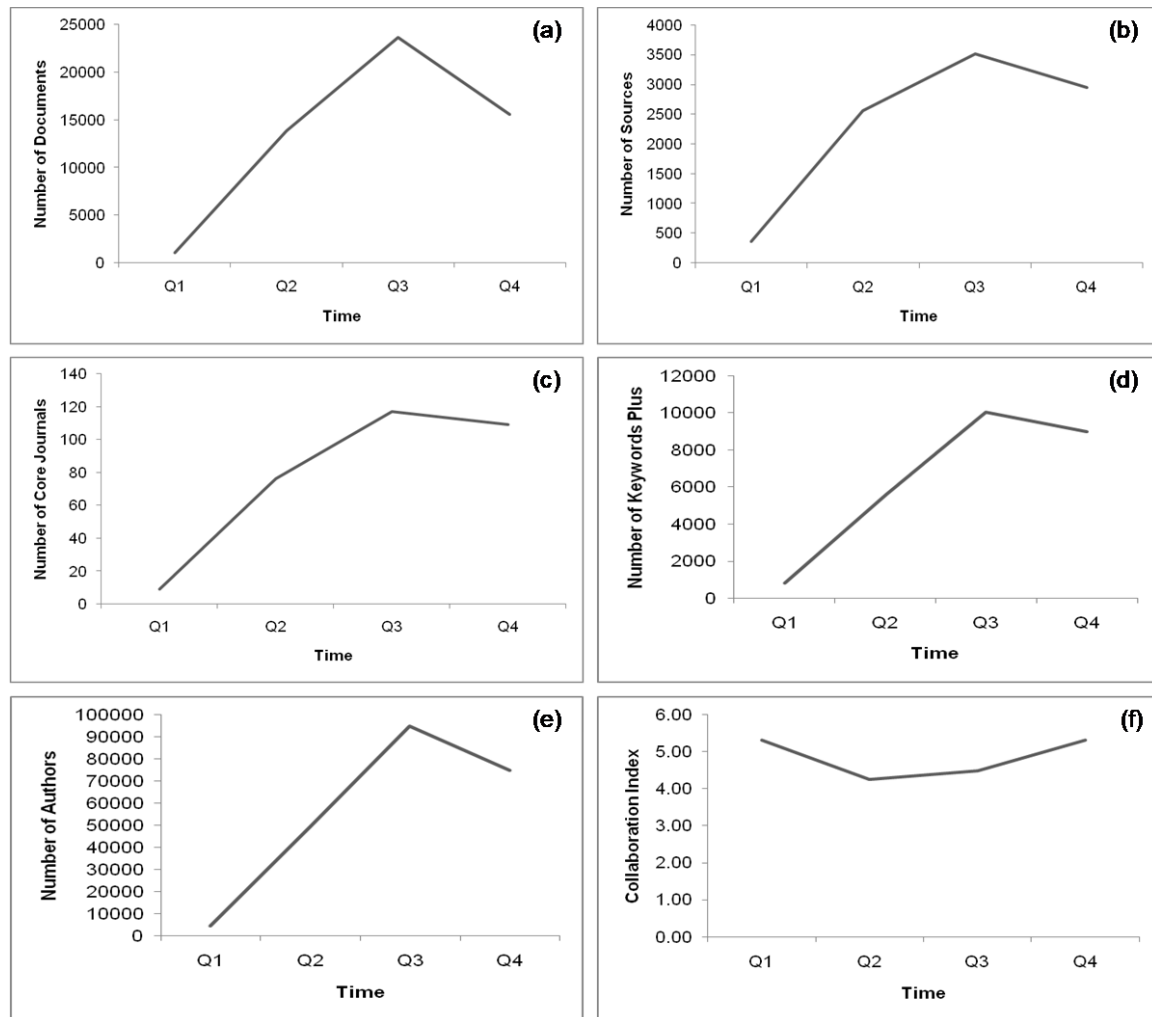 (a)
Number of Documents
25000
20000
15000
10000
5000
0
Q1 Q2 Q3 Q4
Time
(b)
Number of Sources
4000
3500
3000
2500
2000
1500
1000
500
0
Q1 Q2 Q3 Q4
Time
(c)
Number of Core Journals
140
120
100
80
60
40
20
0
Q1 Q2 Q3 Q4
Time
(d)
Number of Keywords Plus
12000
10000
8000
6000
4000
2000
0
Q1 Q2 Q3 Q4
Time
(e)
Number of Authors
100000
90000
80000
70000
60000
50000
40000
30000
20000
10000
0
Q1 Q2 Q3 Q4
Time
(f)
Collaboration Index
6.00
5.00
4.00
3.00
2.00
1.00
0.00
Q1 Q2 Q3 Q4
Time